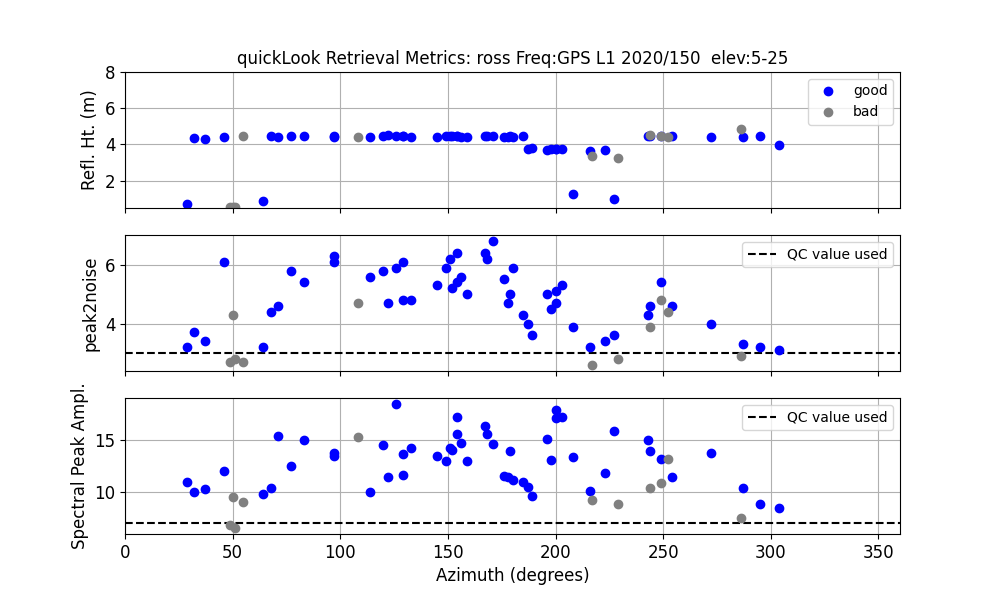 quickLook Retrieval Metrics: ross Freq:GPS L1 2020/150  elev:5-25
8
6
4
2
Refl. Ht. (m)
good
bad
6
4
peak2noise
QC value used
15
10
Spectral Peak Ampl.
QC value used
0 50 100 150 200 250 300 350
Azimuth (degrees)